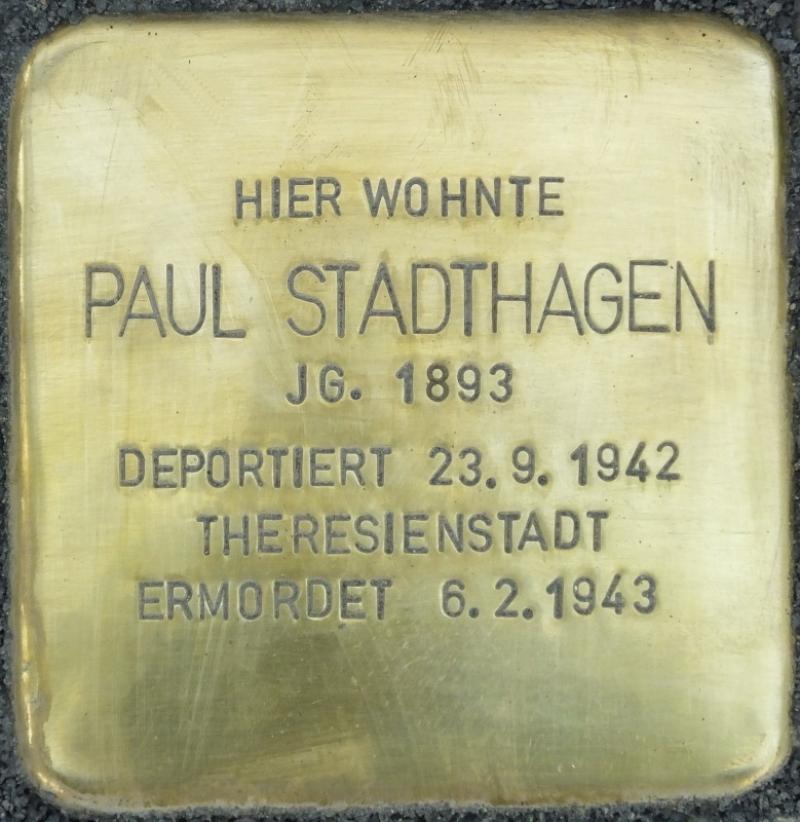 HIER WOHNTE
PAUL STADTHAGEN
JG. 1893
DEPORTIERT 23.9.1942
THERESIENSTADT
ERMORDET 6.2.1943